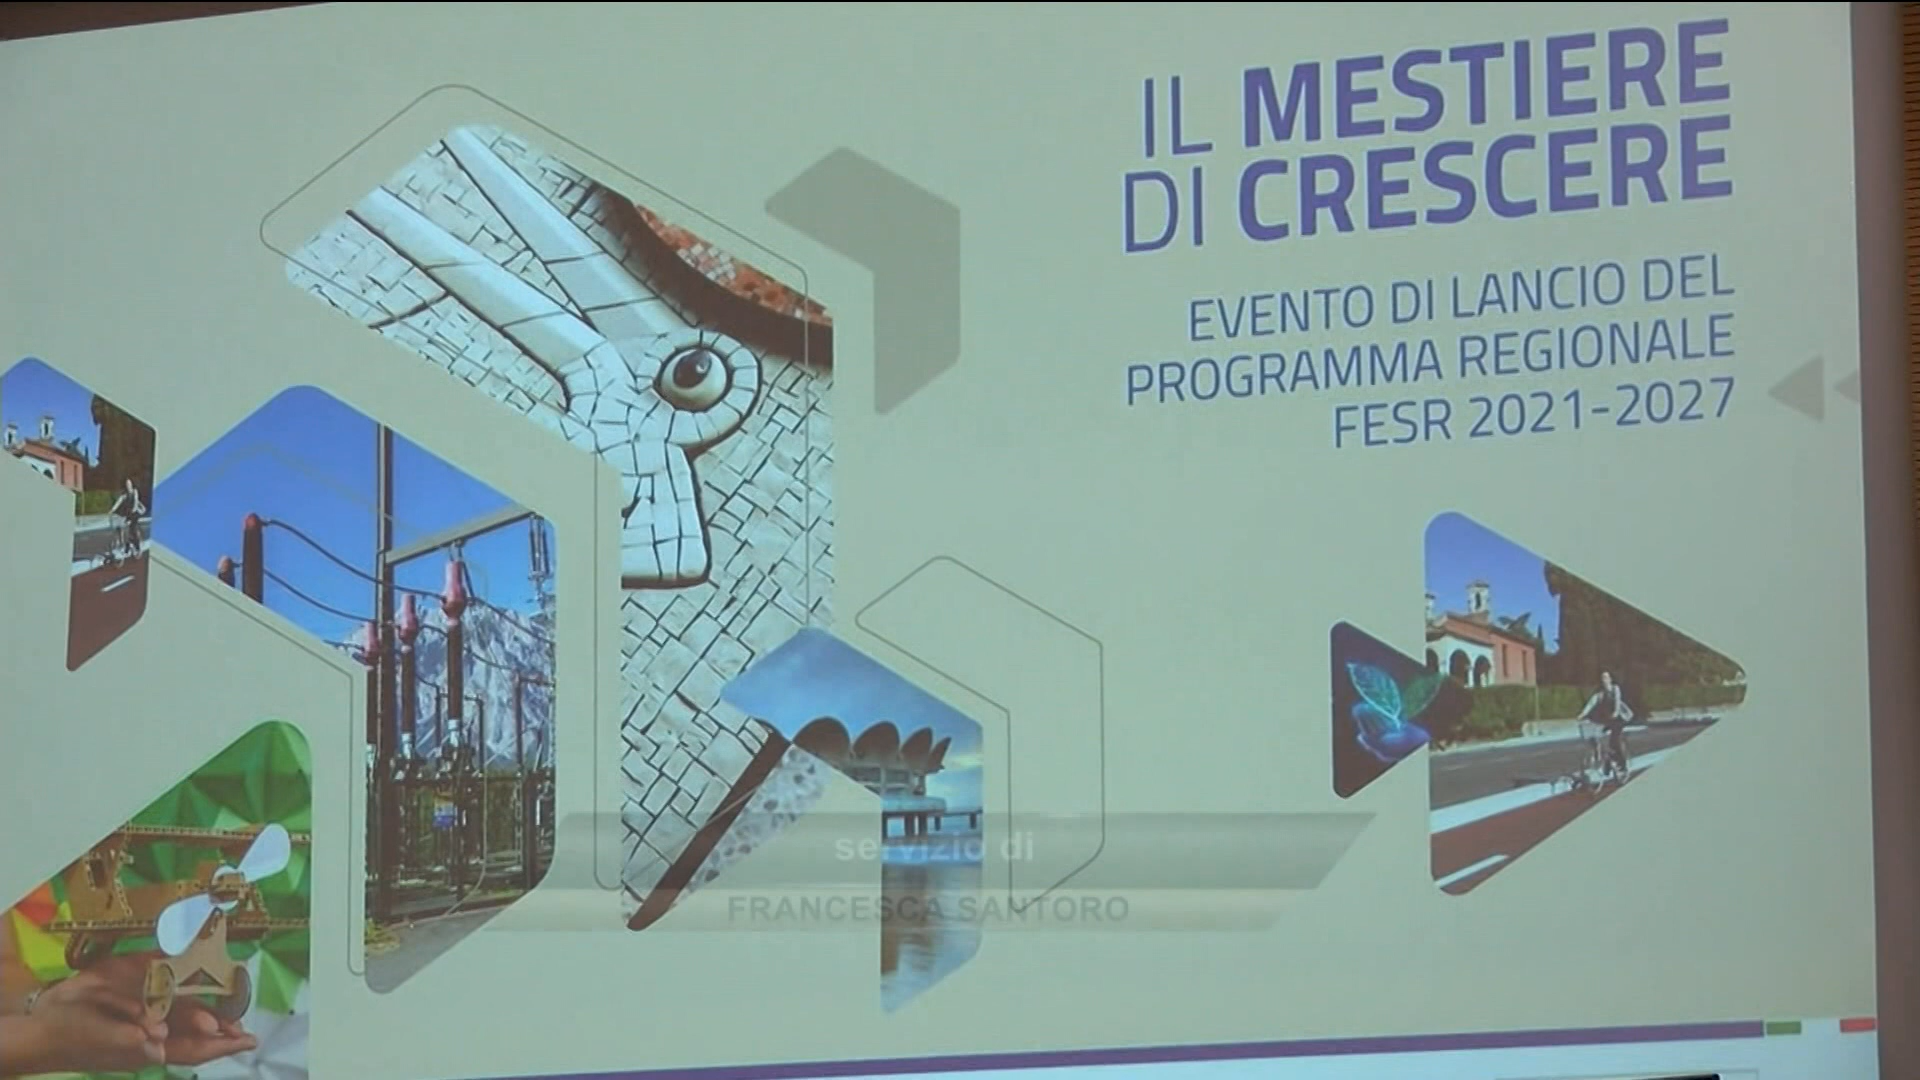 IL MESTIERE
DI CRESCERE
EVENTO DI LANCIO DEL
PROGRAMMA REGIONALE
FESR 2021-2027
servizio di
FRANCESCA SANTORO